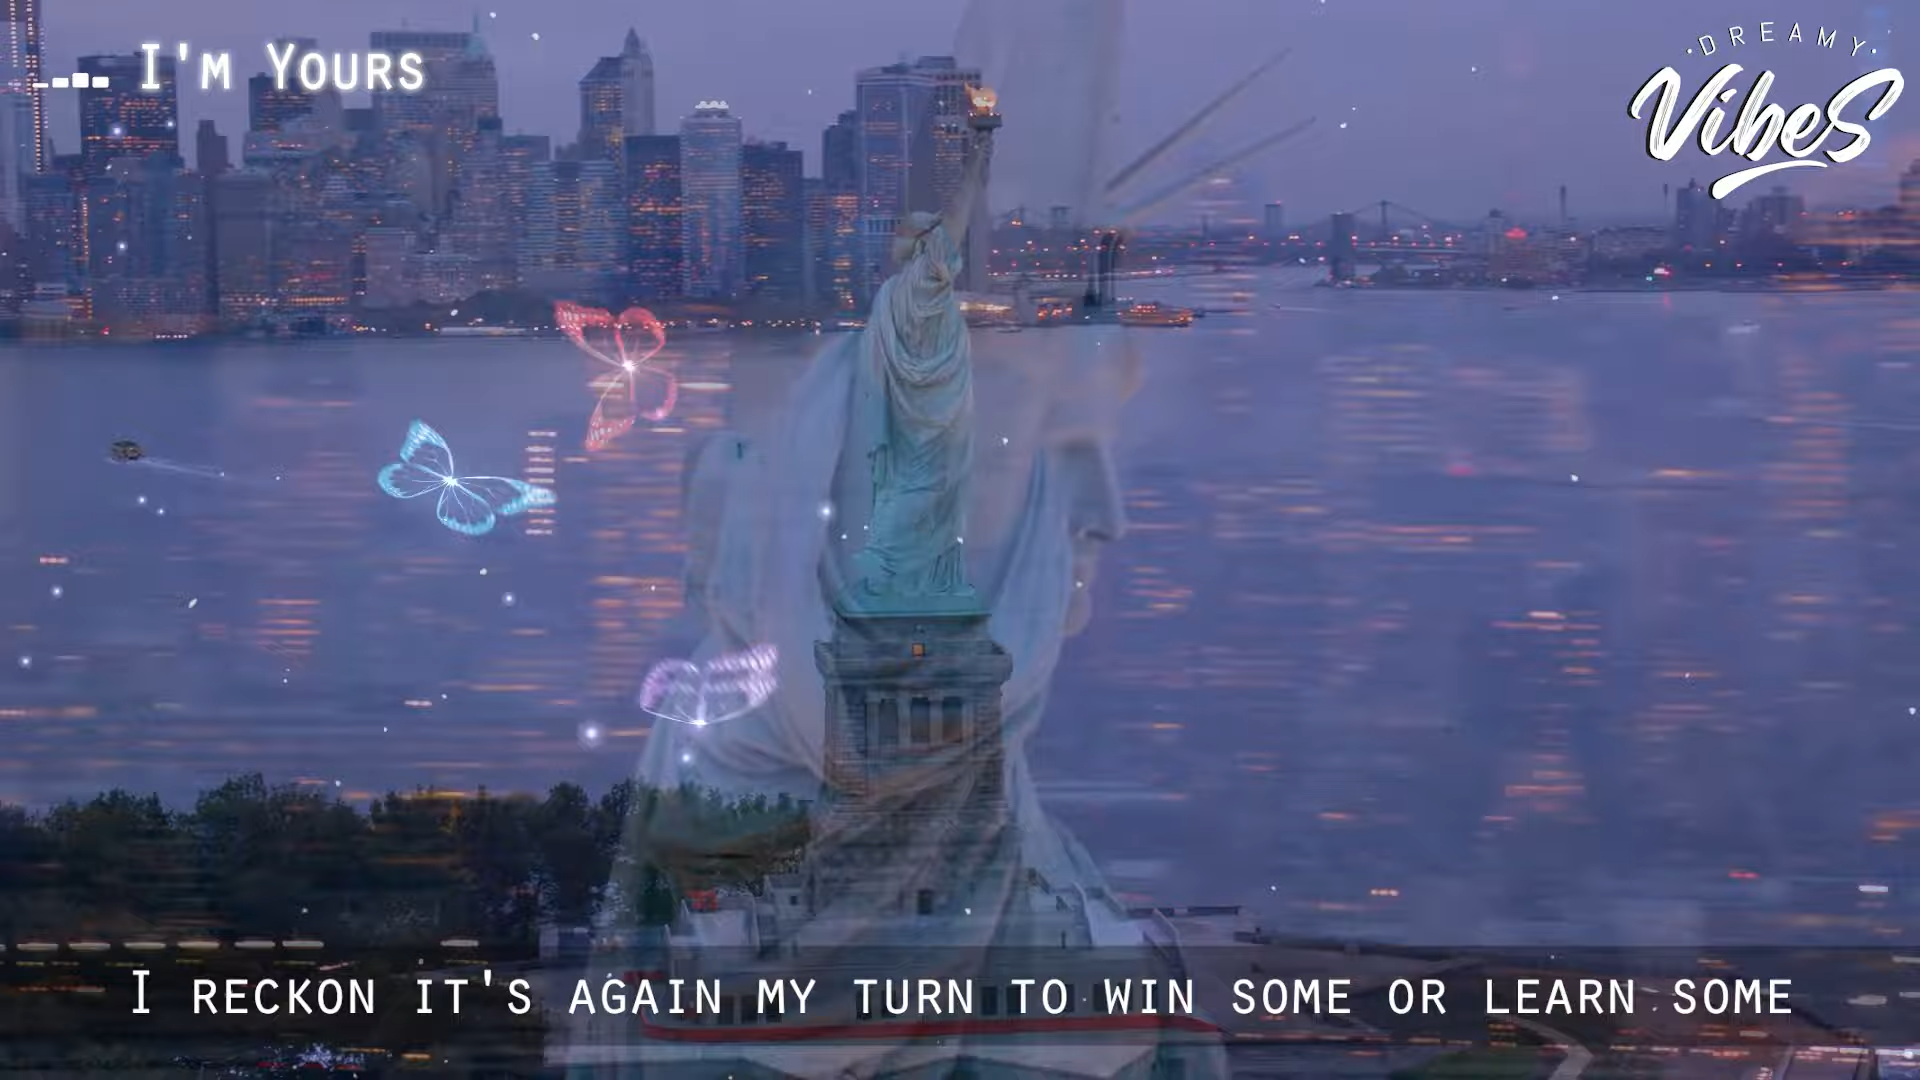 I'm Yours
·DREAMY·
Vibes
I RECKON IT'S AGAIN MY TURN TO WIN SOME OR LEARN SOME